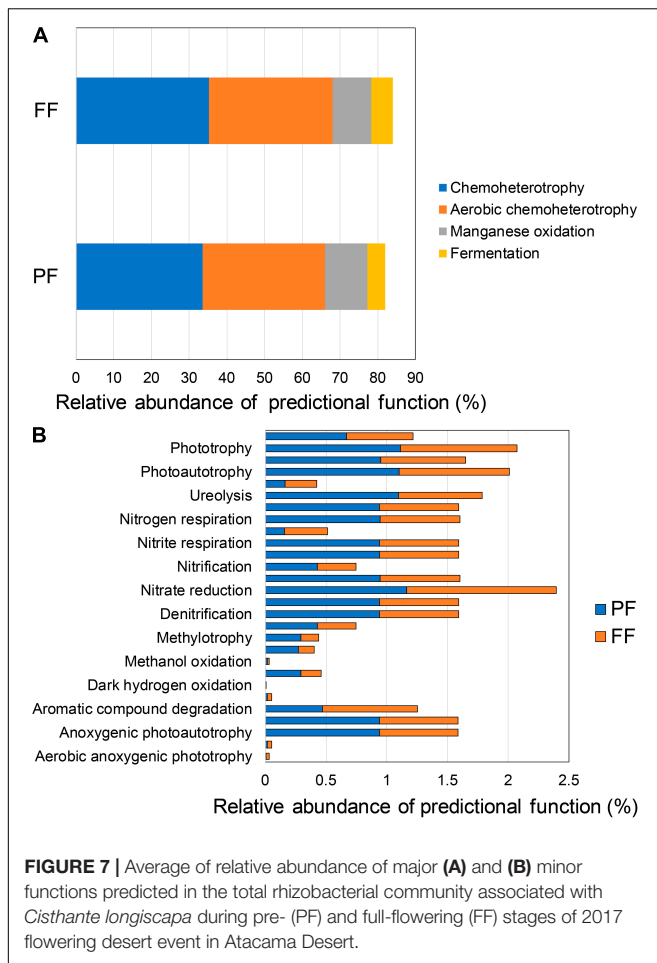 A
FF
PF
Chemoheterotrophy
Aerobic chemoheterotrophy
Manganese oxidation
Fermentation
0 10 20 30 40 50 60 70 80 90
Relative abundance of predictional function (%)
B
Phototrophy
Photoautotrophy
Ureolysis
Nitrogen respiration
Nitrite respiration
Nitrification
Nitrate reduction
Denitrification
Methylotrophy
Methanol oxidation
Dark hydrogen oxidation
Aromatic compound degradation
Anoxygenic photoautotrophy
Aerobic anoxygenic phototrophy
PF
FF
0 0.5 1 1.5 2 2.5
Relative abundance of predictional function (%)
FIGURE 7 | Average of relative abundance of major (A) and (B) minor
functions predicted in the total rhizobacterial community associated with
Cisthante longiscapa during pre- (PF) and full-flowering (FF) stages of 2017
flowering desert event in Atacama Desert.